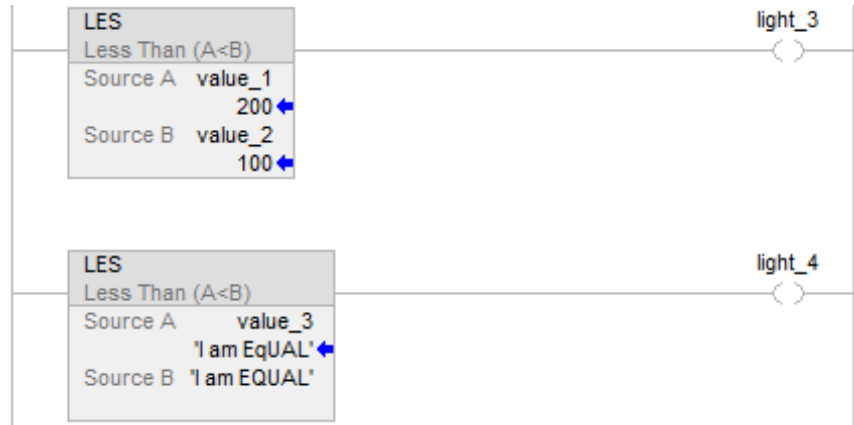 LES
light_3
Less Than (A<B)
Source A value_1
200
Source B value_2
100
LES
light_4
Less Than (A<B)
Source A value_3
'I am EqUAL'
Source B 'I am EQUAL'